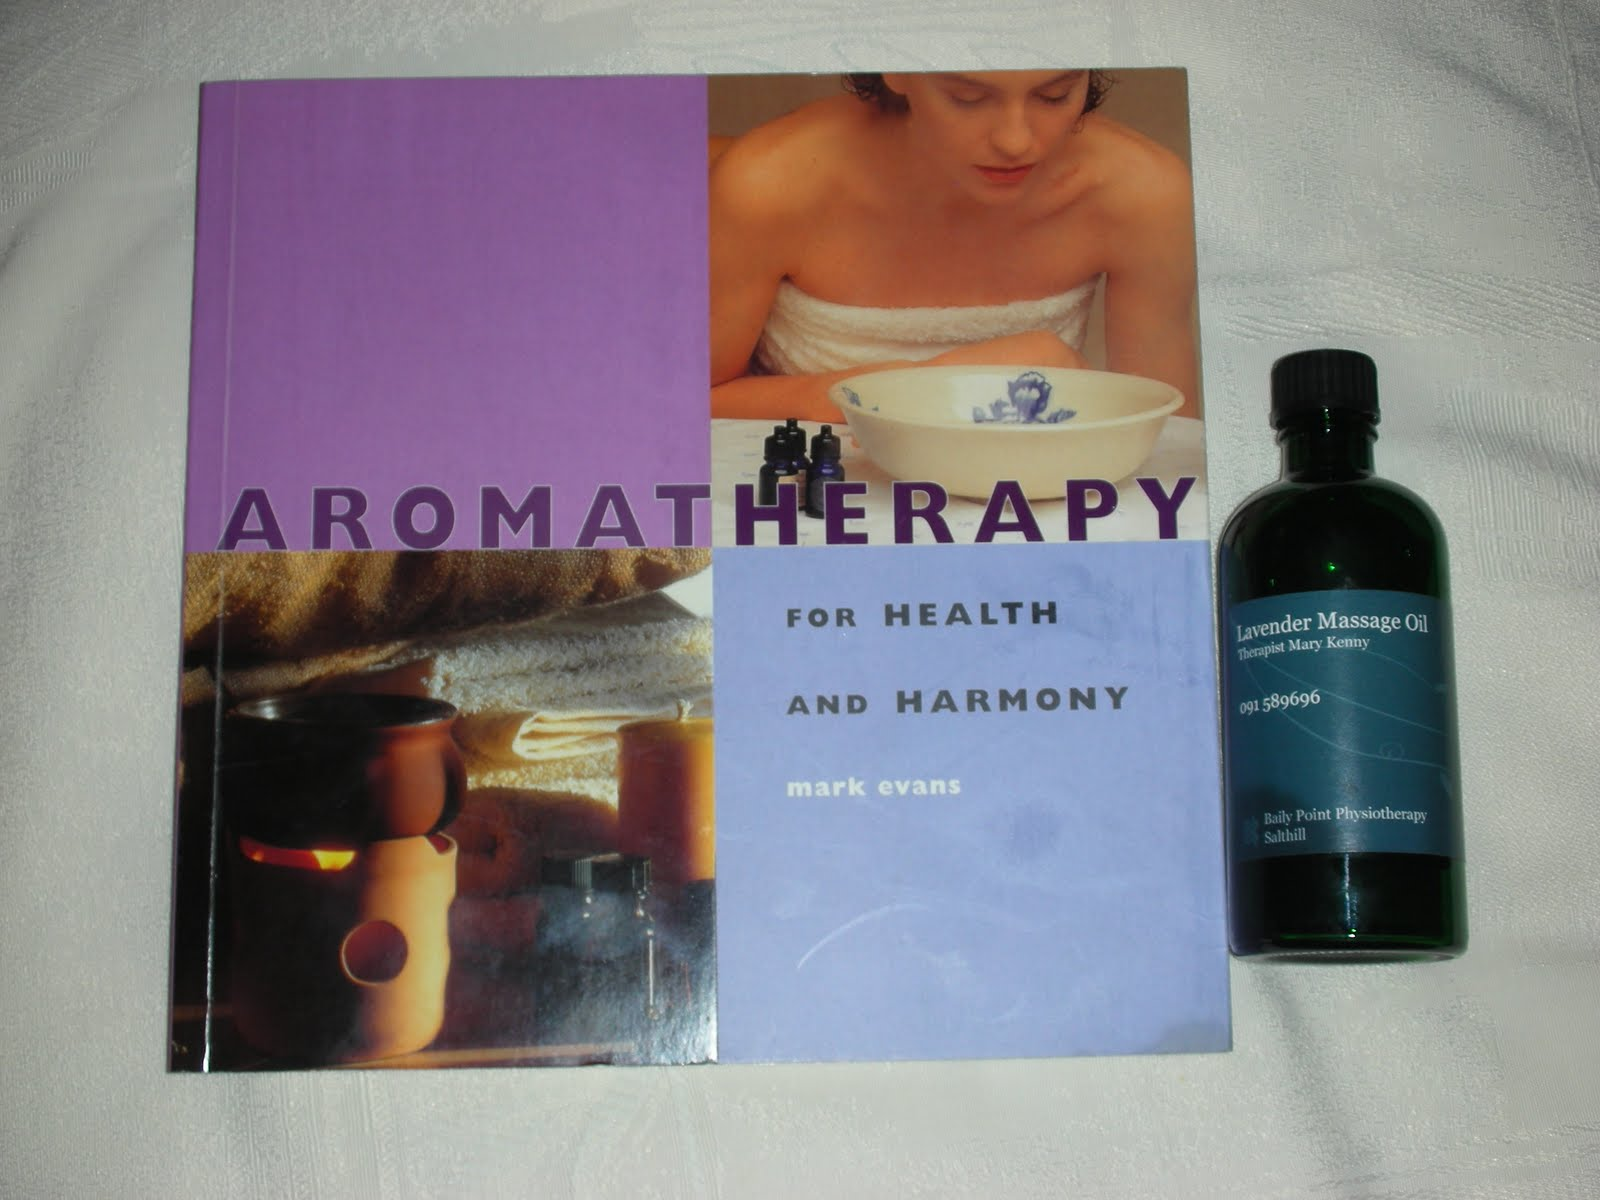 AROMATHERAPY
FOR HEALTH
AND HARMONY
mark evans
Lavender Massage Oil
Therapist Mary Kenny
091 589696
Baily Point Physiotherapy
Salthill